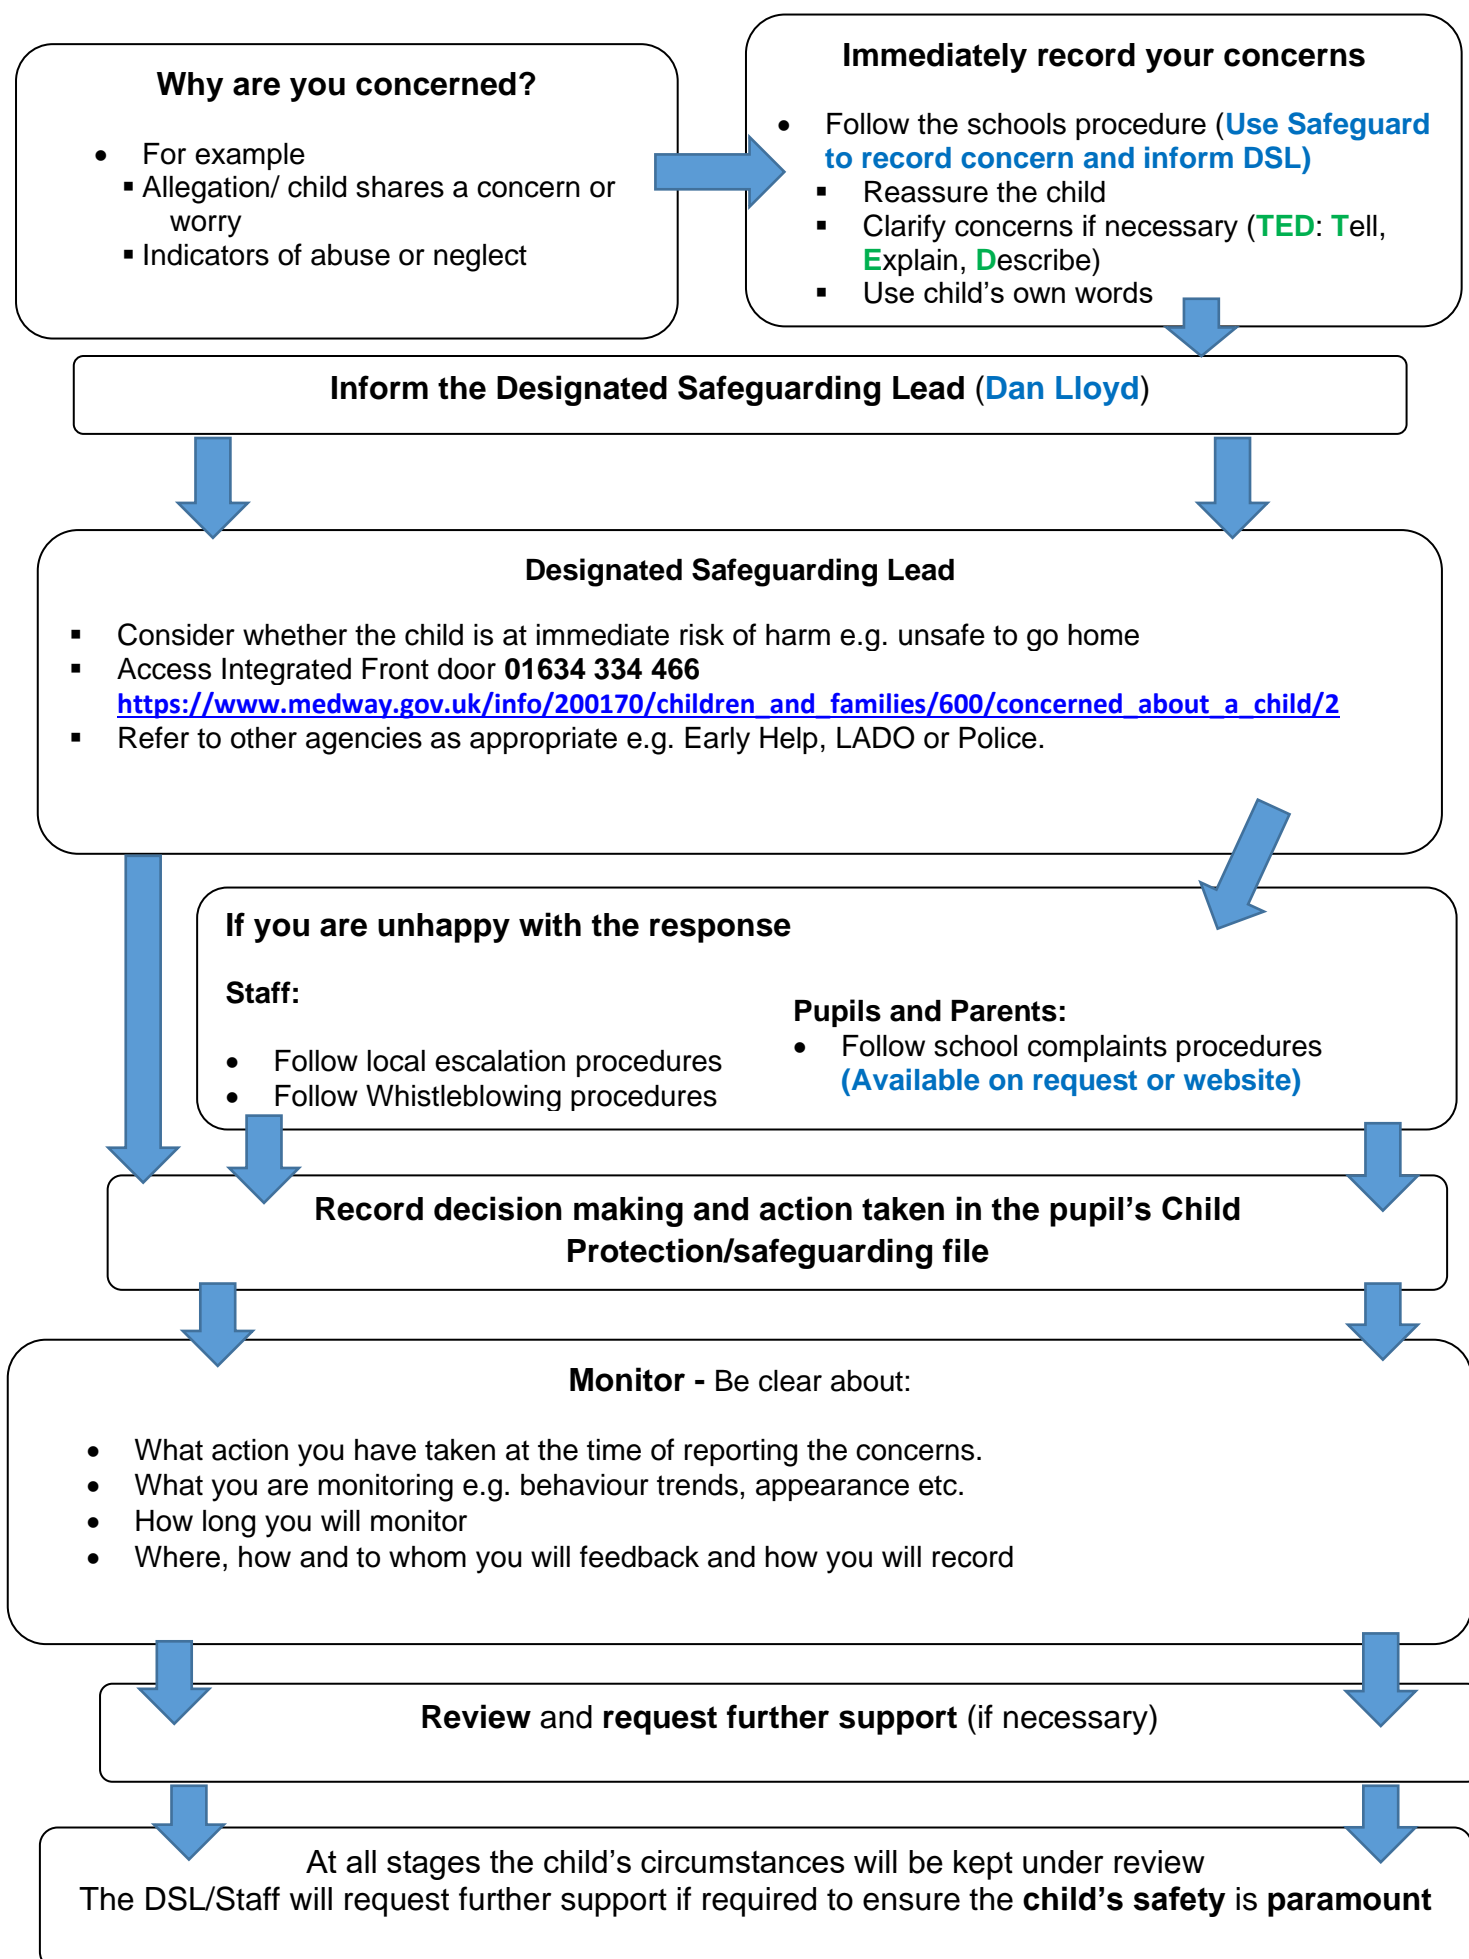 Why are you concerned?
• For example
▪ Allegation/ child shares a concern or
worry
▪ Indicators of abuse or neglect
Immediately record your concerns
• Follow the schools procedure (Use Safeguard
to record concern and inform DSL)
▪ Reassure the child
▪ Clarify concerns if necessary (TED: Tell,
Explain, Describe)
▪ Use child's own words
Inform the Designated Safeguarding Lead (Dan Lloyd)
Designated Safeguarding Lead
▪ Consider whether the child is at immediate risk of harm e.g. unsafe to go home
▪ Access Integrated Front door 01634 334 466
https://www.medway.gov.uk/info/200170/children_and_families/600/concerned_about_a_child/2
▪ Refer to other agencies as appropriate e.g. Early Help, LADO or Police.
If you are unhappy with the response
Staff:
• Follow local escalation procedures
• Follow Whistleblowing procedures
Pupils and Parents:
• Follow school complaints procedures
(Available on request or website)
Record decision making and action taken in the pupil's Child
Protection/safeguarding file
Monitor - Be clear about:
• What action you have taken at the time of reporting the concerns.
• What you are monitoring e.g. behaviour trends, appearance etc.
• How long you will monitor
• Where, how and to whom you will feedback and how you will record
Review and request further support (if necessary)
At all stages the child's circumstances will be kept under review
The DSL/Staff will request further support if required to ensure the child's safety is paramount